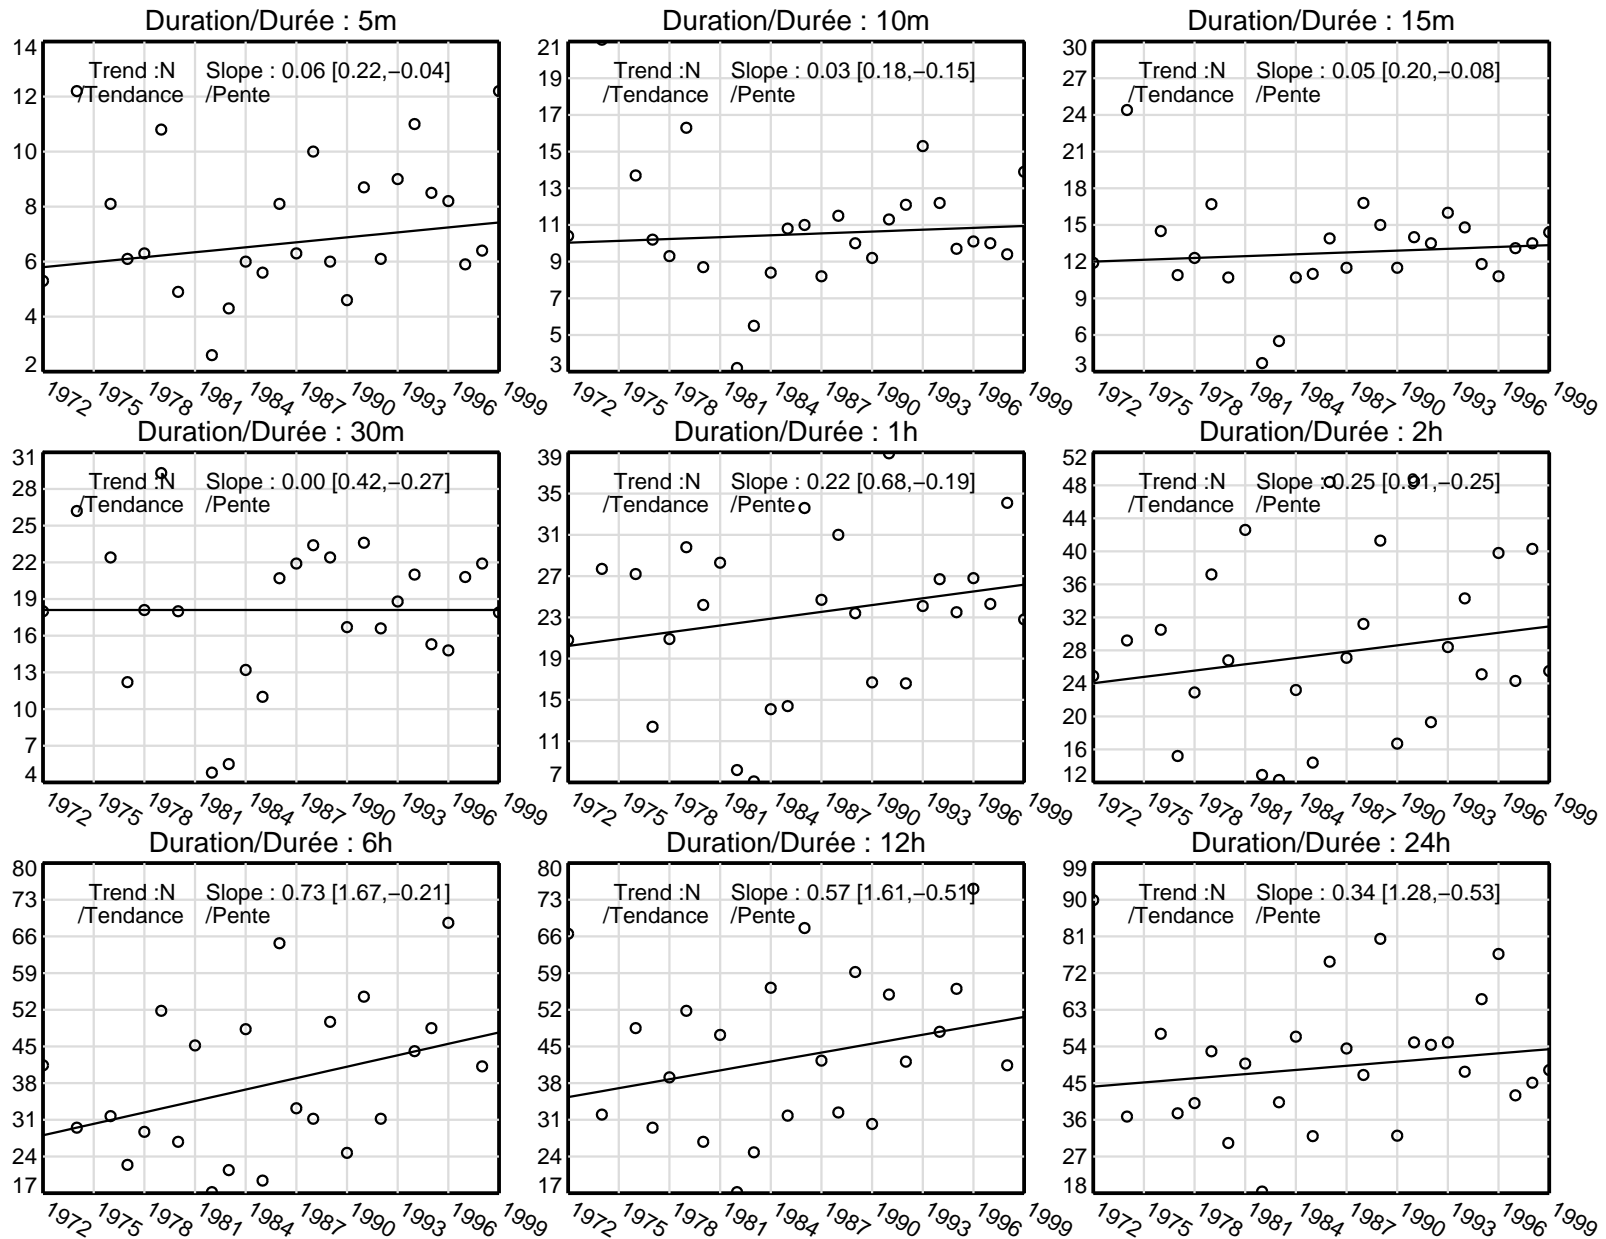 Duration/Durée : 5m
Trend :N Slope : 0.06 [0.22,−0.04]
/Tendance /Pente
14
12
10
8
6
4
2
1972 1975 1978 1981 1984 1987 1990 1993 1996 1999
Duration/Durée : 10m
Trend :N Slope : 0.03 [0.18,−0.15]
/Tendance /Pente
21
19
17
15
13
11
9
7
5
3
1972 1975 1978 1981 1984 1987 1990 1993 1996 1999
Duration/Durée : 15m
Trend :N Slope : 0.05 [0.20,−0.08]
/Tendance /Pente
30
27
24
21
18
15
12
9
6
3
1972 1975 1978 1981 1984 1987 1990 1993 1996 1999
Duration/Durée : 30m
Trend :N Slope : 0.00 [0.42,−0.27]
/Tendance /Pente
31
28
25
22
19
16
13
10
7
4
1972 1975 1978 1981 1984 1987 1990 1993 1996 1999
Duration/Durée : 1h
Trend :N Slope : 0.22 [0.68,−0.19]
/Tendance /Pente
39
35
31
27
23
19
15
11
7
1972 1975 1978 1981 1984 1987 1990 1993 1996 1999
Duration/Durée : 2h
Trend :N Slope : 0.25 [0.91,−0.25]
/Tendance /Pente
52
48
44
40
36
32
28
24
20
16
12
1972 1975 1978 1981 1984 1987 1990 1993 1996 1999
Duration/Durée : 6h
Trend :N Slope : 0.73 [1.67,−0.21]
/Tendance /Pente
80
73
66
59
52
45
38
31
24
17
1972 1975 1978 1981 1984 1987 1990 1993 1996 1999
Duration/Durée : 12h
Trend :N Slope : 0.57 [1.61,−0.51]
/Tendance /Pente
80
73
66
59
52
45
38
31
24
17
1972 1975 1978 1981 1984 1987 1990 1993 1996 1999
Duration/Durée : 24h
Trend :N Slope : 0.34 [1.28,−0.53]
/Tendance /Pente
99
90
81
72
63
54
45
36
27
18
1972 1975 1978 1981 1984 1987 1990 1993 1996 1999